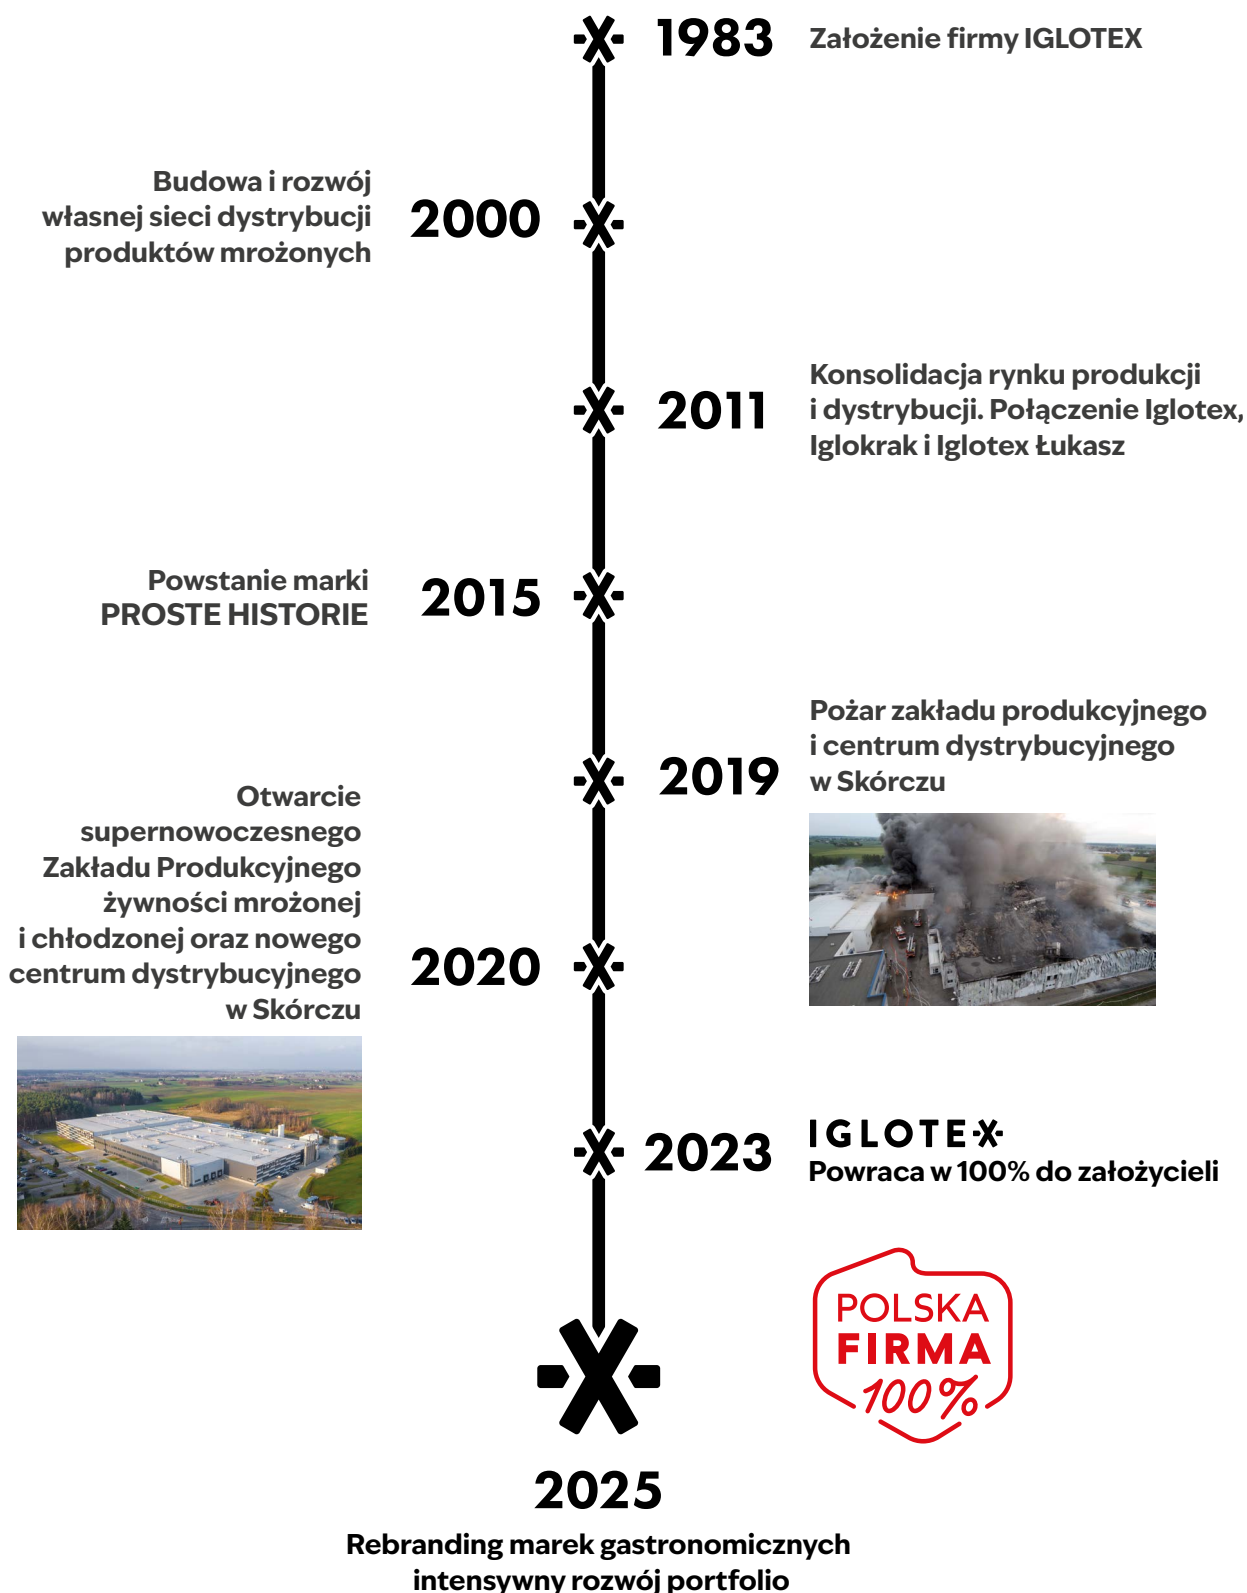 1983
Założenie firmy IGLOTEX
Budowa i rozwój
własnej sieci dystrybucji
produktów mrożonych
2000
2011
Konsolidacja rynku produkcji
i dystrybucji. Połączenie Iglotex,
Iglokrak i Iglotex Łukasz
Powstanie marki
PROSTE HISTORIE
2015
2019
Pożar zakładu produkcyjnego
i centrum dystrybucyjnego
w Skórczu
Otwarcie
supernowoczesnego
Zakładu Produkcyjnego
żywności mrożonej
i chłodzonej oraz nowego
centrum dystrybucyjnego
w Skórczu
2020
2023
IGLOTEX
Powraca w 100% do założycieli
POLSKA
FIRMA
100%
2025
Rebranding marek gastronomicznych
intensywny rozwój portfolio